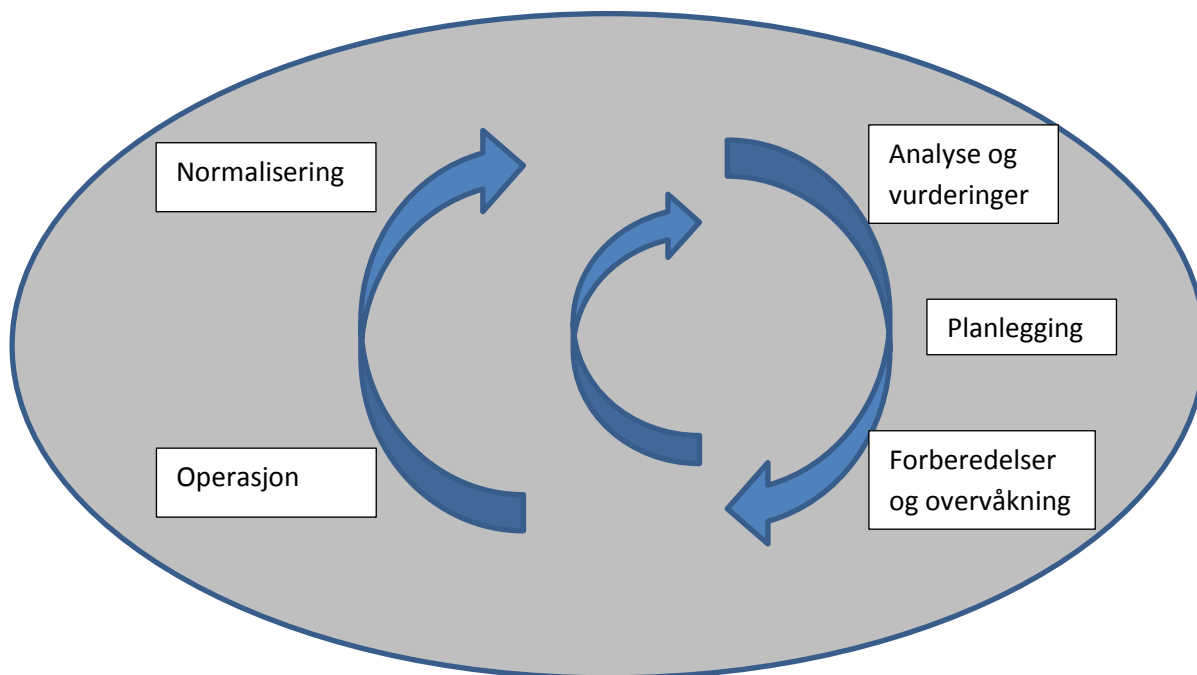 Normalisering
Analyse og
vurderinger
Planlegging
Operasjon
Forberedelser
og overvåkning